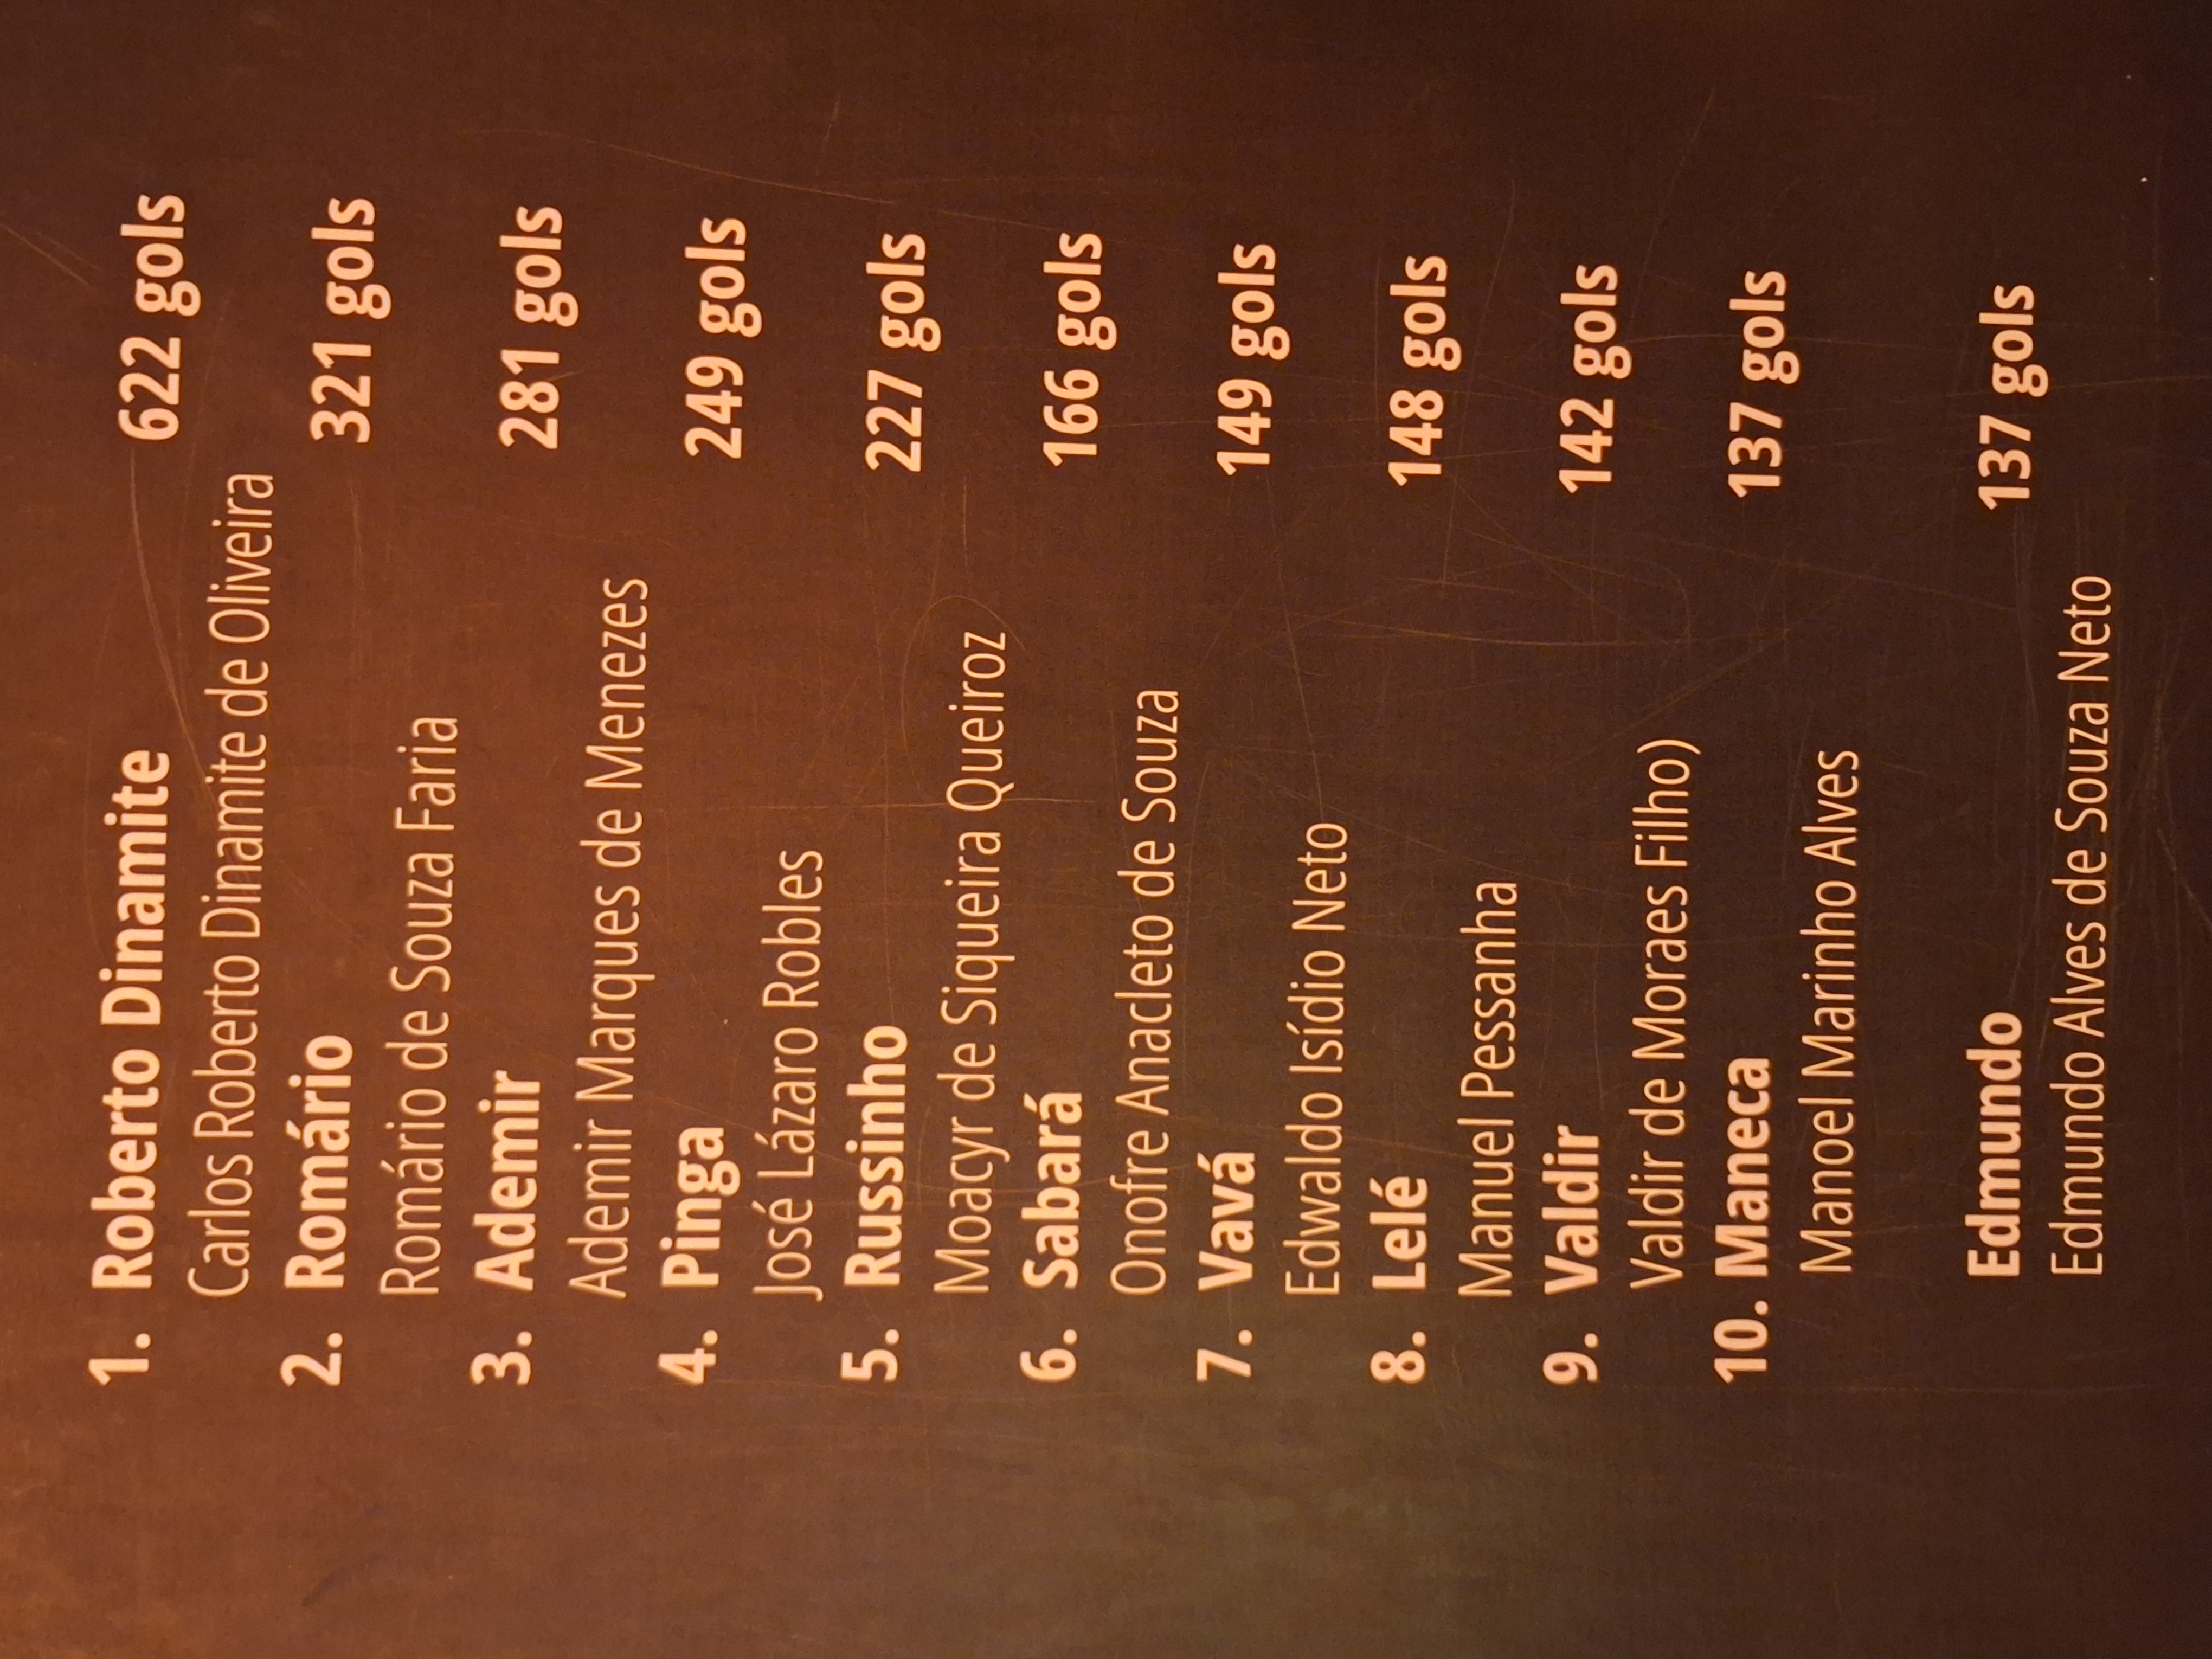 1. Roberto Dinamite 622 gols
Carlos Roberto Dinamite de Oliveira
2. Romário 321 gols
Romário de Souza Faria
3. Ademir 281 gols
Ademir Marques de Menezes
4. Pinga 249 gols
José Lázaro Robles
5. Russinho 227 gols
Moacyr de Siqueira Queiroz
6. Sabará 166 gols
Onofre Anacleto de Souza
7. Vavá 149 gols
Edwaldo Isídio Neto
8. Lelé 148 gols
Manuel Pessanha
9. Valdir 142 gols
Valdir de Moraes Filho)
10. Maneca 137 gols
Manoel Marinho Alves
Edmundo 137 gols
Edmundo Alves de Souza Neto